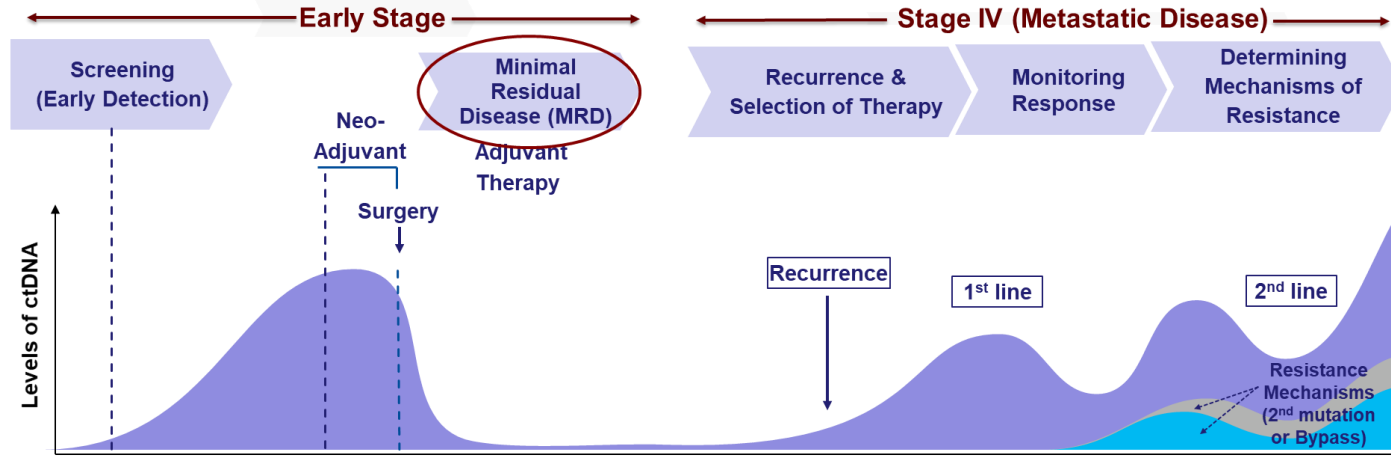 Early Stage
Stage IV (Metastatic Disease)
Screening
(Early Detection)
Minimal
Residual
Disease (MRD)
Recurrence &
Selection of Therapy
Monitoring
Response
Determining
Mechanisms of
Resistance
Neo-
Adjuvant
Adjuvant
Therapy
Surgery
Levels of ctDNA
Recurrence
1st line
2nd line
Resistance
Mechanisms
(2nd mutation
or Bypass)